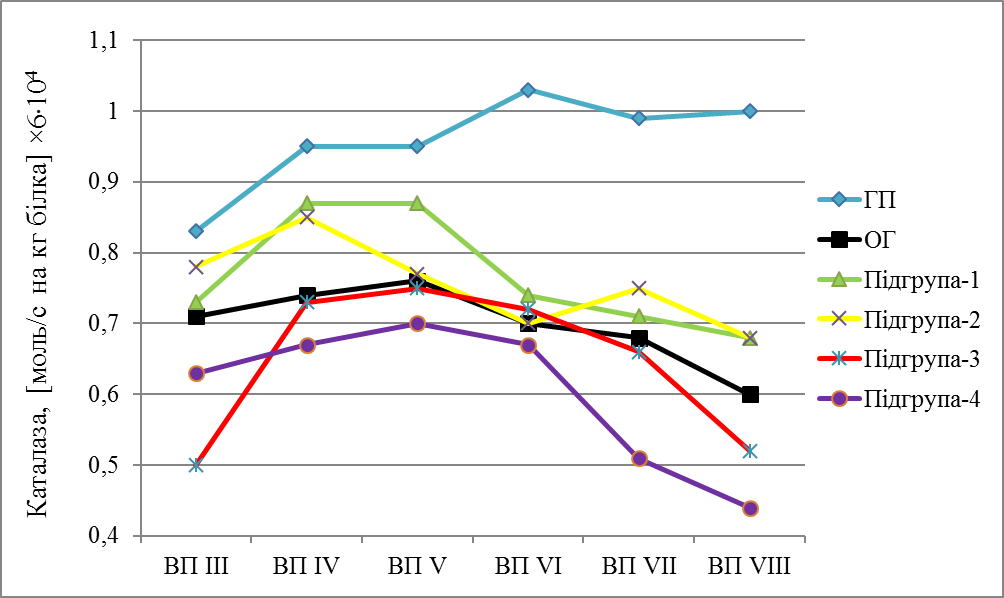 Каталаза, [моль/с на кг білка] ×6·10⁴
1,1
1
0,9
0,8
0,7
0,6
0,5
0,4
ВП III ВП IV ВП V ВП VI ВП VII ВП VIII
ГП
ОГ
Підгрупа-1
Підгрупа-2
Підгрупа-3
Підгрупа-4